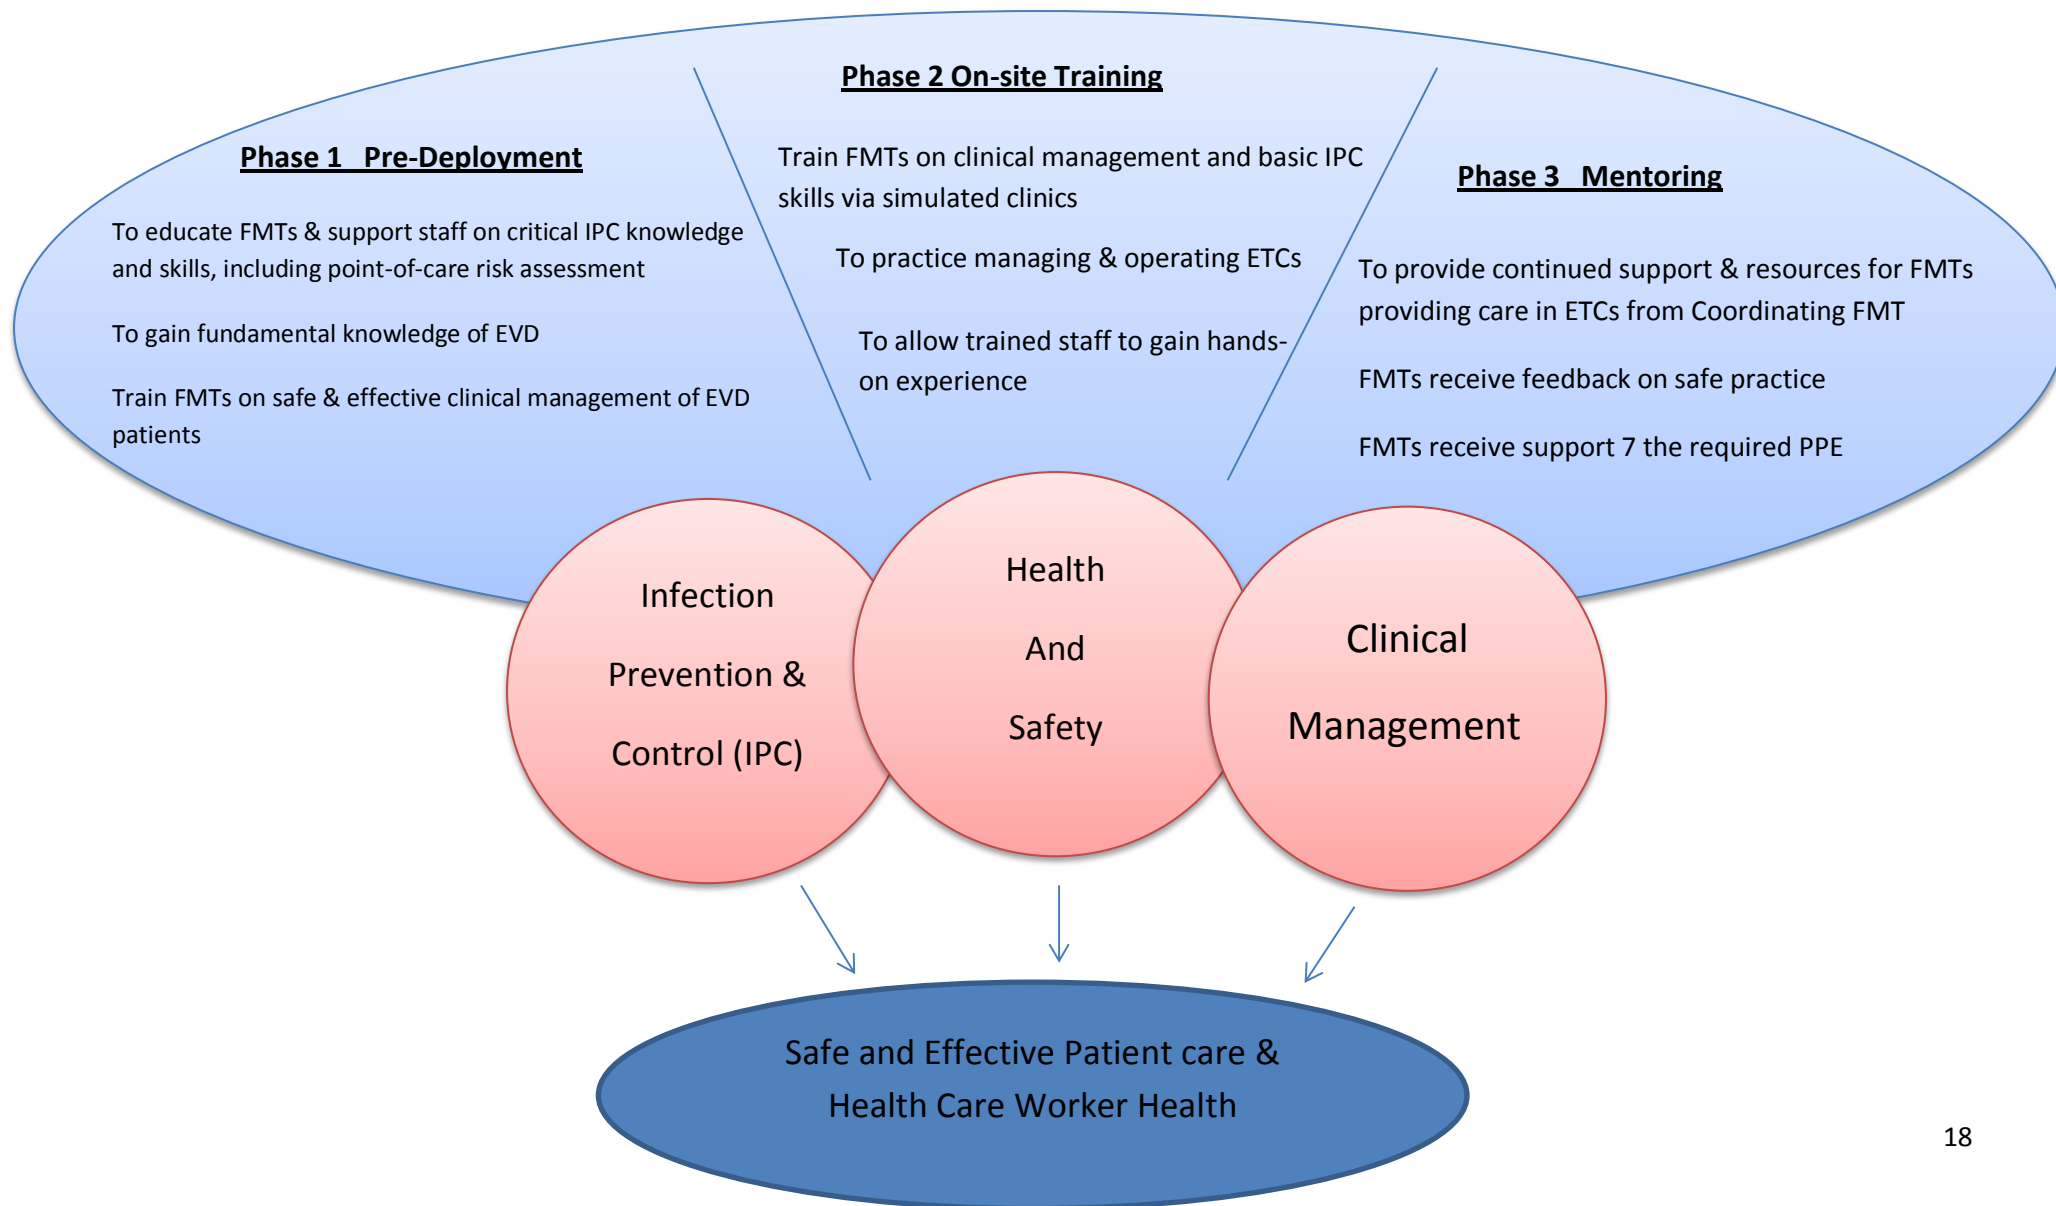 Phase 1 Pre-Deployment
To educate FMTs & support staff on critical IPC knowledge
and skills, including point-of-care risk assessment
To gain fundamental knowledge of EVD
Train FMTs on safe & effective clinical management of EVD
patients
Phase 2 On-site Training
Train FMTs on clinical management and basic IPC
skills via simulated clinics
To practice managing & operating ETCs
To allow trained staff to gain hands-
on experience
Phase 3 Mentoring
To provide continued support & resources for FMTs
providing care in ETCs from Coordinating FMT
FMTs receive feedback on safe practice
FMTs receive support 7 the required PPE
Infection
Prevention &
Control (IPC)
Health
And
Safety
Clinical
Management
Safe and Effective Patient care &
Health Care Worker Health
18